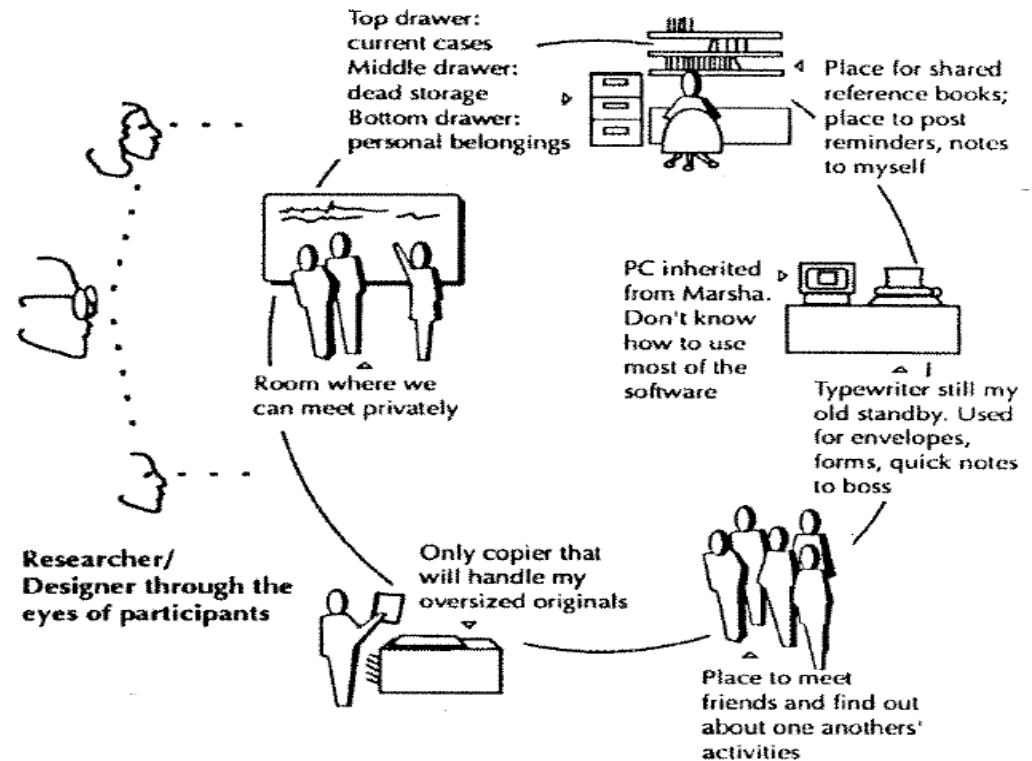 Top drawer:
current cases
Middle drawer:
dead storage
Bottom drawer:
personal belongings
Place for shared
reference books;
place to post
reminders, notes
to myself
PC inherited
from Marsha.
Don't know
how to use
most of the
software
Room where we
can meet privately
Typewriter still my
old standby. Used
for envelopes,
forms, quick notes
to boss
Researcher/
Designer through the
eyes of participants
Only copier that
will handle my
oversized originals
Place to meet
friends and find out
about one anothers'
activities